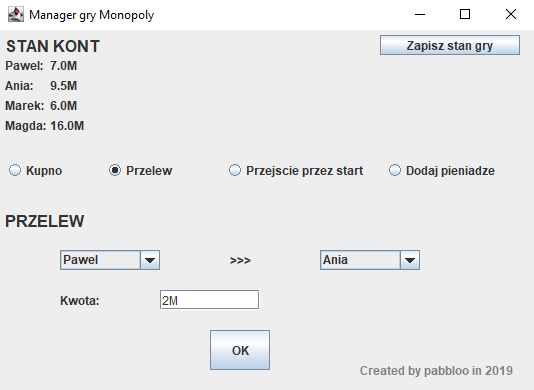 Manager gry Monopoly
STAN KONT
Zapisz stan gry
Pawel: 7.0M
Ania: 9.5M
Marek: 6.0M
Magda: 16.0M
Kupno Przelew Przejscie przez start Dodaj pieniadze
PRZELEW
Pawel >>> Ania
Kwota: 2M
OK
Created by pabbloo in 2019